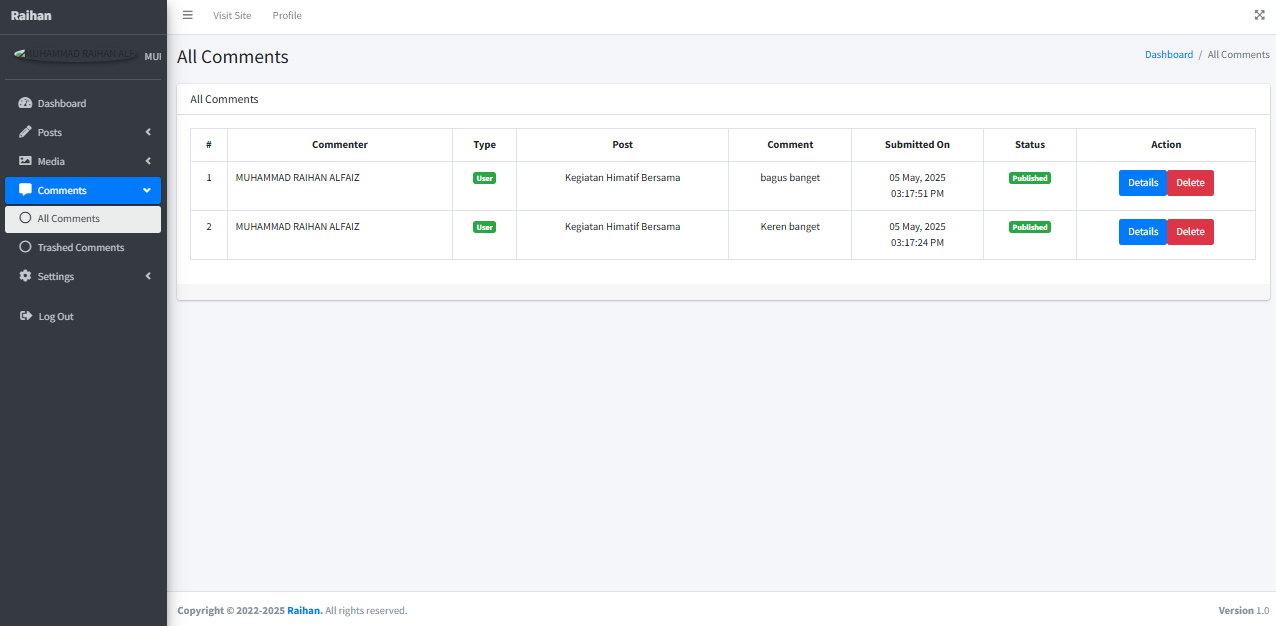 Raihan
Visit Site
Profile
MUHAMMAD RAIHAN ALFA
MUI
All Comments
Dashboard / All Comments
Dashboard
Posts
Media
Comments
All Comments
Trashed Comments
Settings
Log Out
All Comments
# Commenter Type Post Comment Submitted On Status Action
1 MUHAMMAD RAIHAN ALFAIZ User Kegiatan Himatif Bersama bagus banget 05 May, 2025 Published Details Delete
03:17:51 PM
2 MUHAMMAD RAIHAN ALFAIZ User Kegiatan Himatif Bersama Keren banget 05 May, 2025 Published Details Delete
03:17:24 PM
Copyright © 2022-2025 Raihan. All rights reserved.
Version 1.0